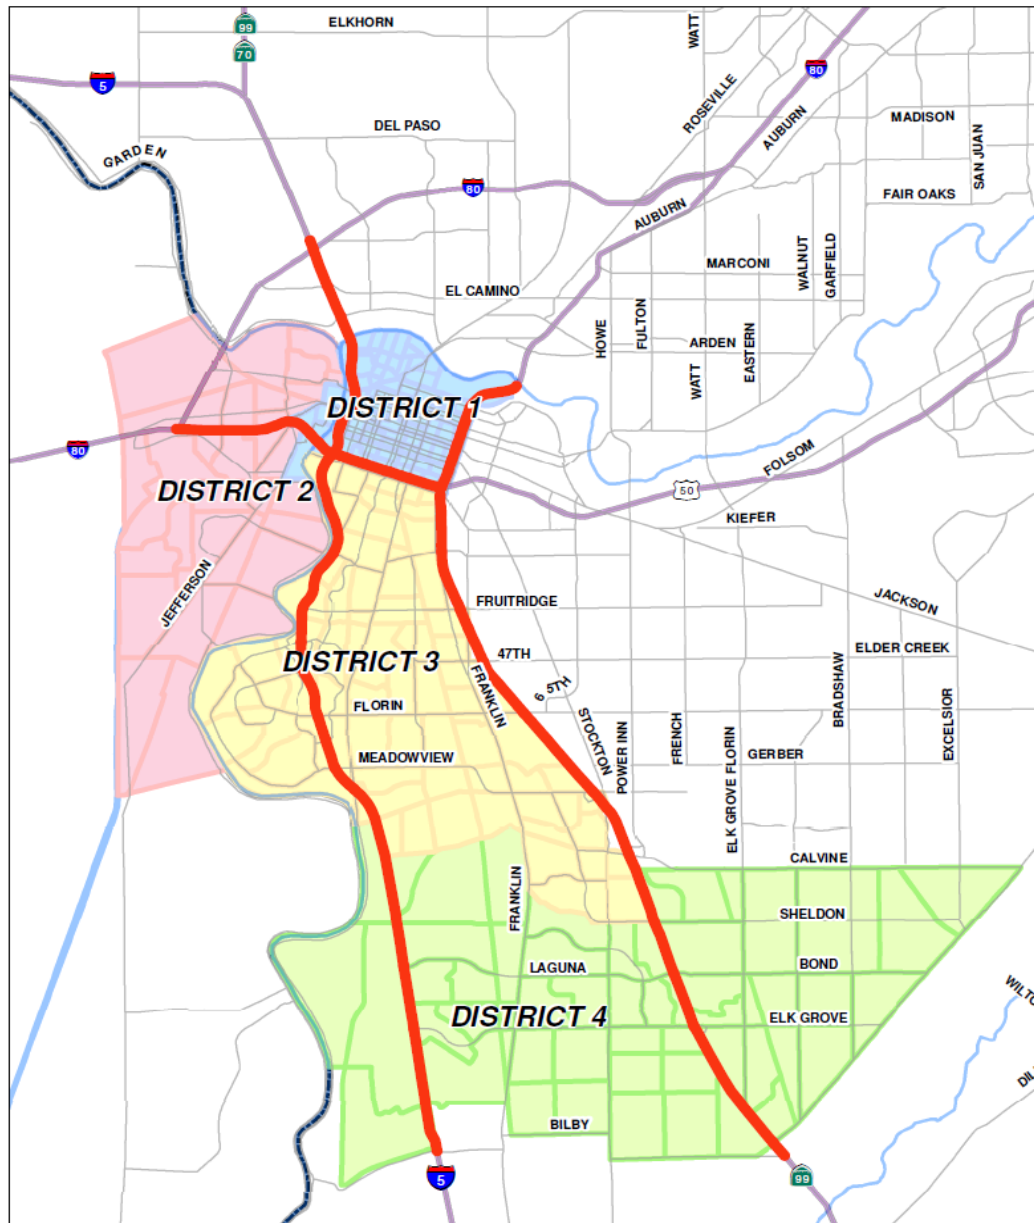 99
ELKHORN
WATT
70
5
80
ROSEVILLE
MADISON
AUBURN
DEL PASO
SAN JUAN
GARDEN
80
FAIR OAKS
AUBURN
MARCONI
WALNUT
GARFIELD
EL CAMINO
HOWE
FULTON
ARDEN
EASTERN
WATT
DISTRICT 1
80
FOLSOM
DISTRICT 2
50
KIEFER
JEFFERSON
FRUITRIDGE
JACKSON
47TH
ELDER CREEK
DISTRICT 3
65TH
FRANKLIN
BRADSHAW
EXCELSIOR
FLORIN
STOCKTON
POWER INN
FRENCH
ELK GROVE FLORIN
GERBER
MEADOWVIEW
CALVINE
FRANKLIN
SHELDON
LAGUNA
BOND
DISTRICT 4
ELK GROVE
BILBY
5
99